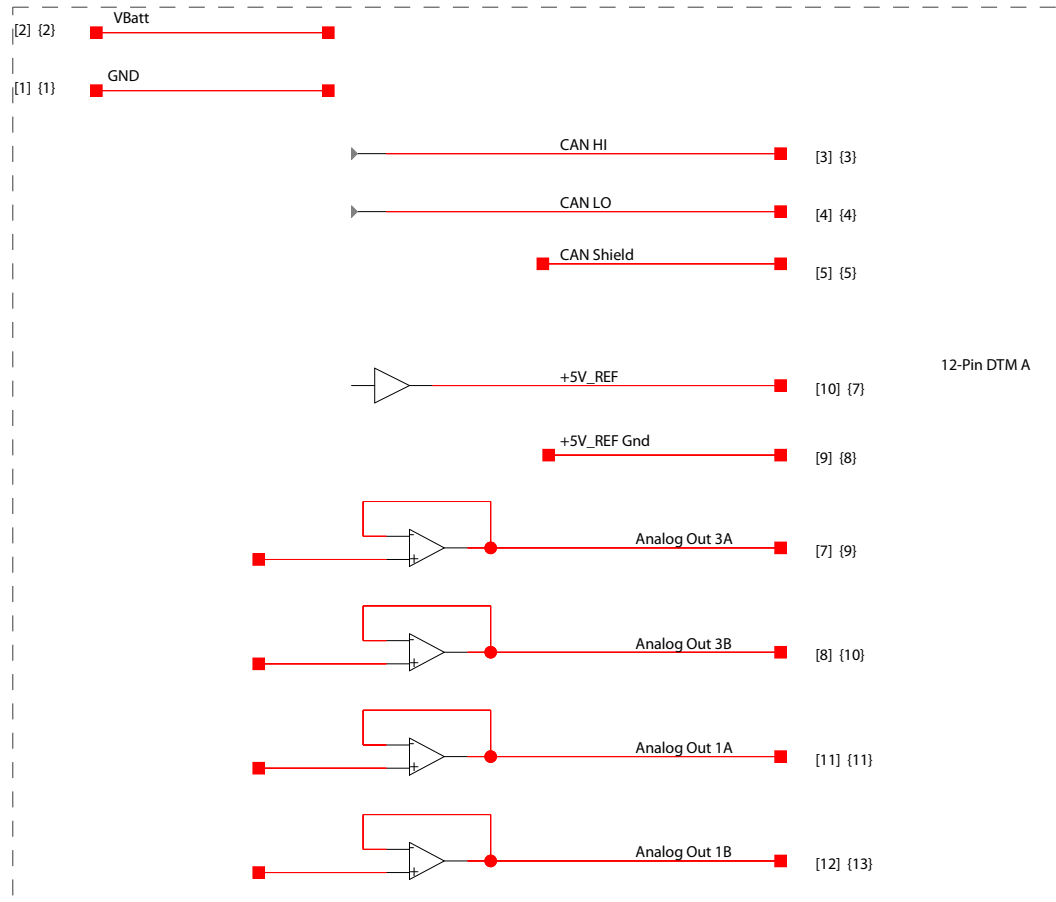 VBatt
[2] {2}
GND
[1] {1}
CAN HI
[3] {3}
CAN LO
[4] {4}
CAN Shield
[5] {5}
12-Pin DTM A
+5V_REF
[10] {7}
+5V_REF Gnd
[9] {8}
Analog Out 3A
[7] {9}
-
+
Analog Out 3B
[8] {10}
-
+
Analog Out 1A
[11] {11}
-
+
Analog Out 1B
[12] {13}
-
+